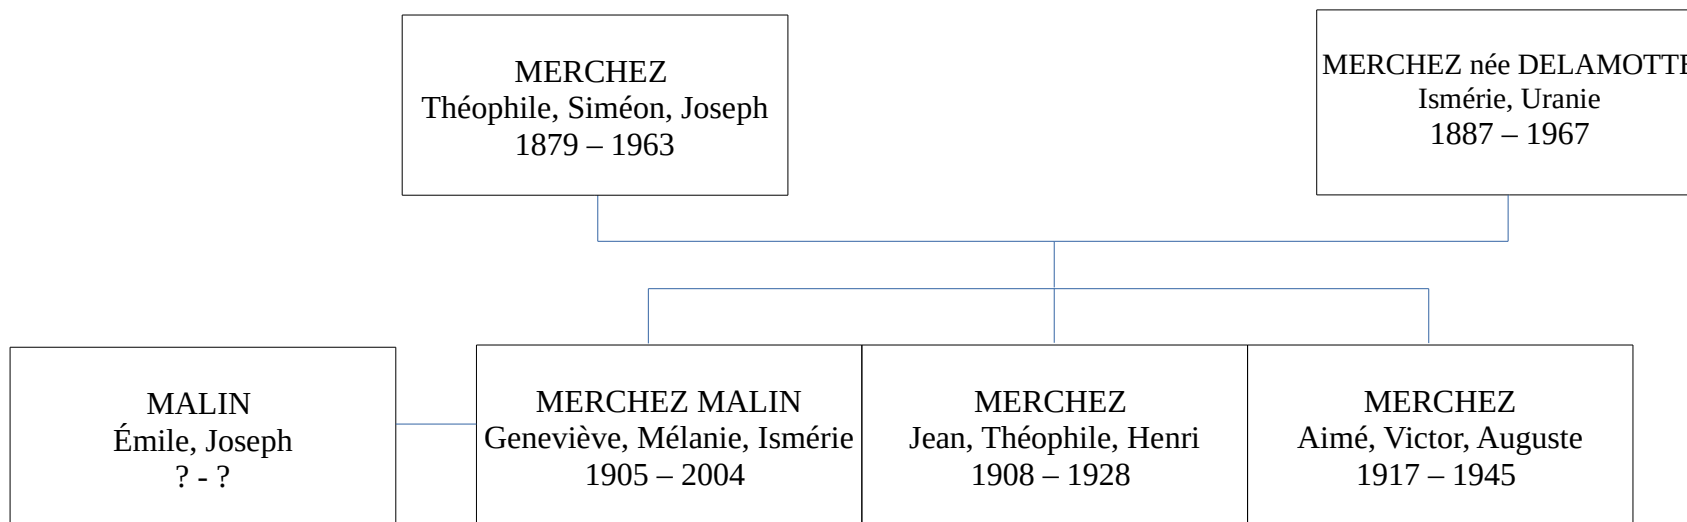 MERCHEZ
Théophile, Siméon, Joseph
1879 – 1963
MERCHEZ née DELAMOTTE
Ismérie, Uranie
1887 – 1967
MALIN
Émile, Joseph
? - ?
MERCHEZ MALIN
Geneviève, Mélanie, Ismérie
1905 – 2004
MERCHEZ
Jean, Théophile, Henri
1908 – 1928
MERCHEZ
Aimé, Victor, Auguste
1917 – 1945